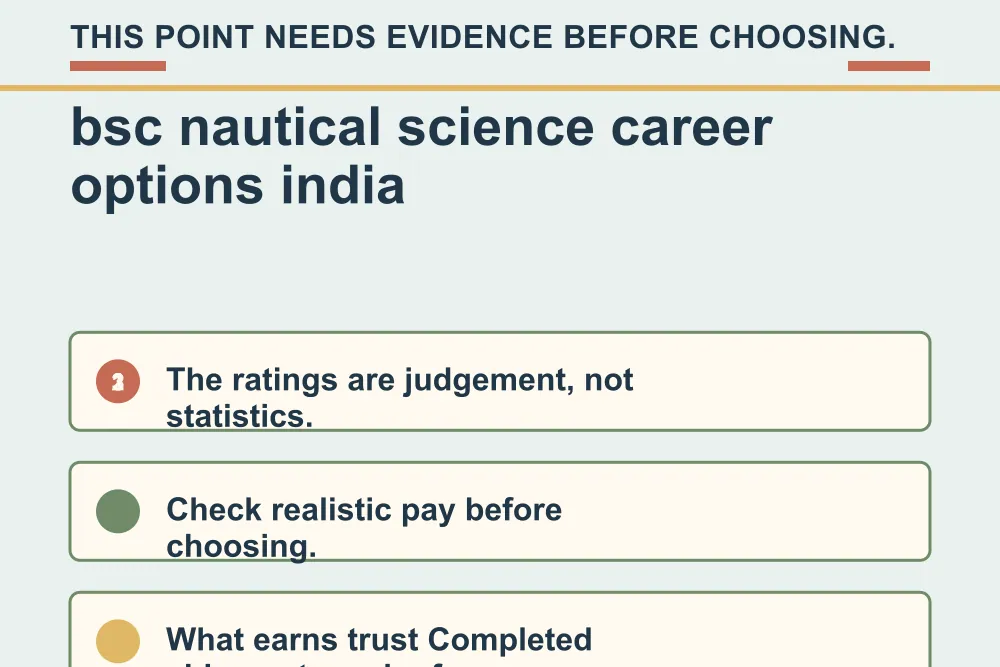 THIS POINT NEEDS EVIDENCE BEFORE CHOOSING.
bsc nautical science career
options india
The ratings are judgement, not
statistics.
Check realistic pay before
choosing.
What earns trust Completed